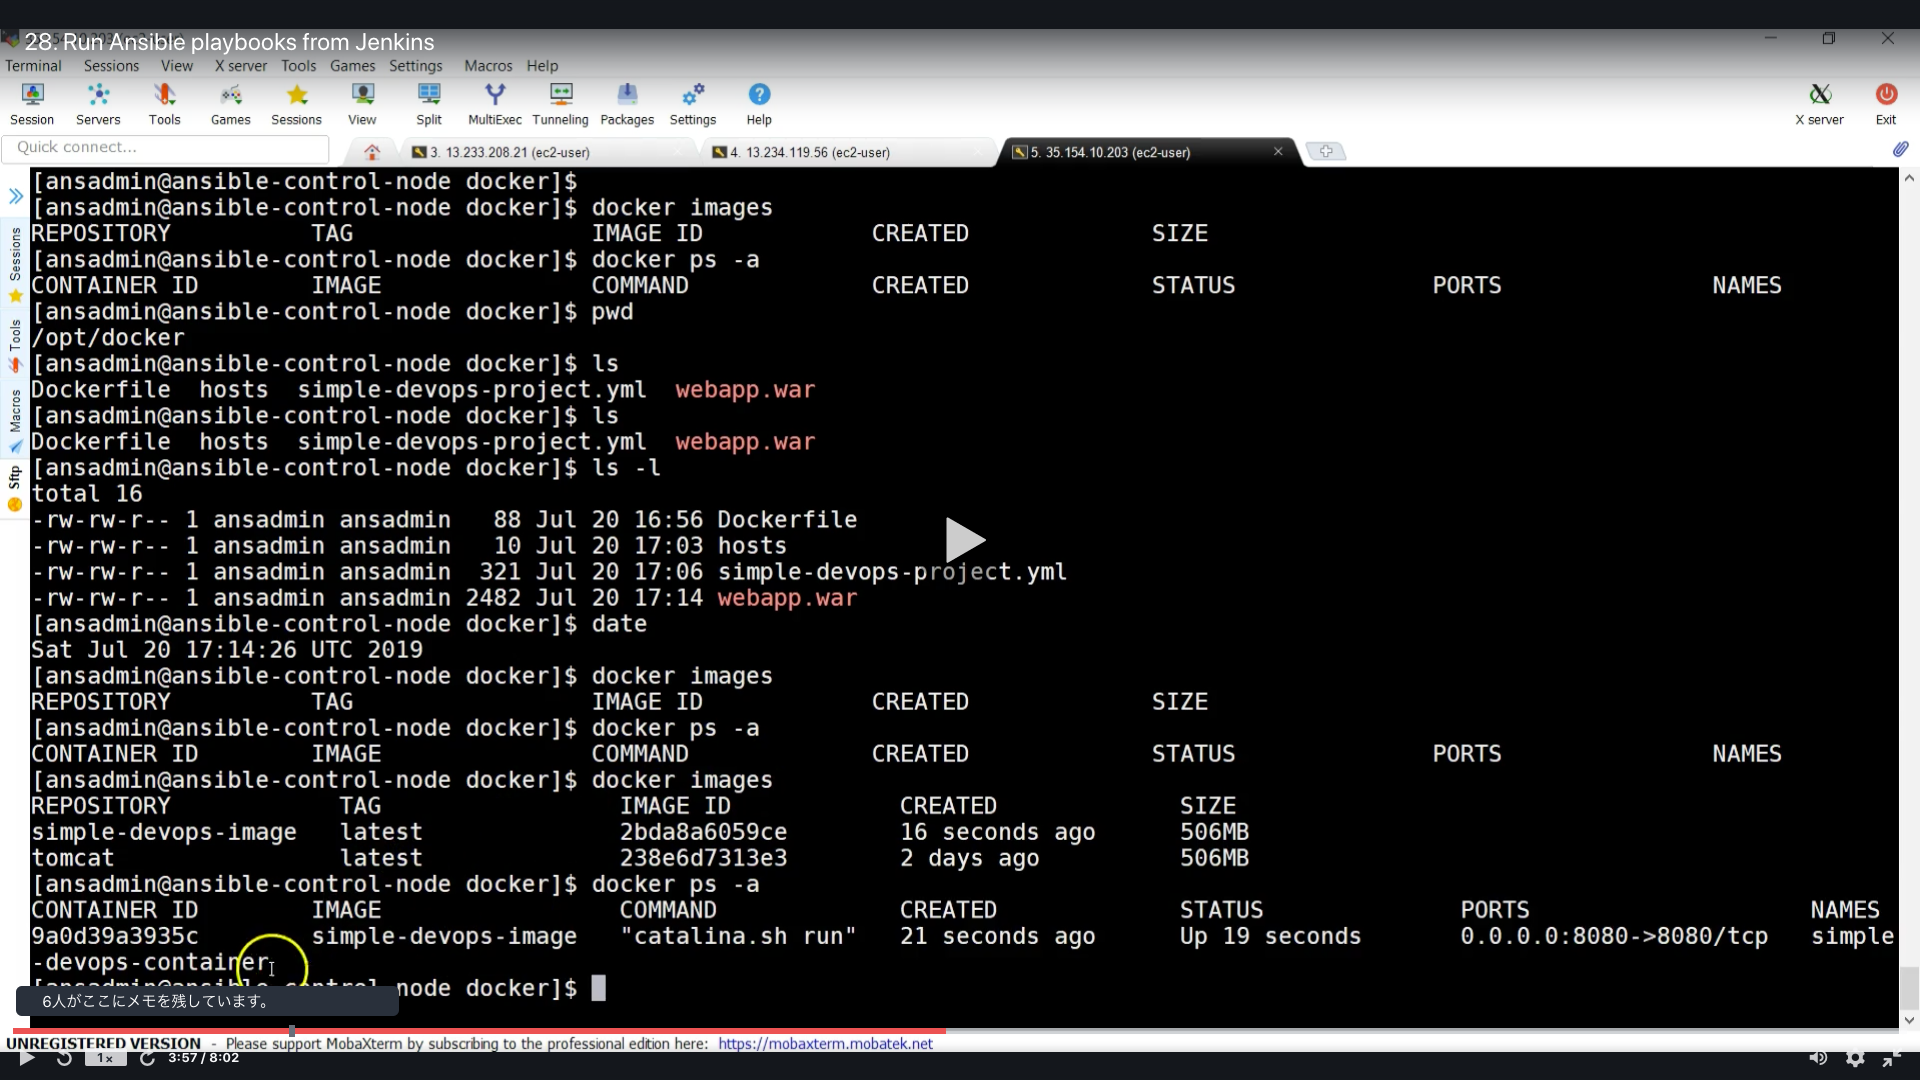 28. Run Ansible playbooks from Jenkins
Terminal Sessions View X server Tools Games Settings Macros Help
Session Servers Tools Games Sessions View Split MultiExec Tunneling Packages Settings Help X server Exit
Quick connect...
3. 13.233.208.21 (ec2-user) 4. 13.234.119.56 (ec2-user) 5. 35.154.10.203 (ec2-user)
Sessions
Tools
Macros
Sftp
[ansadmin@ansible-control-node docker]$
[ansadmin@ansible-control-node docker]$ docker images
REPOSITORY TAG IMAGE ID CREATED SIZE
[ansadmin@ansible-control-node docker]$ docker ps -a
CONTAINER ID IMAGE COMMAND CREATED STATUS PORTS NAMES
[ansadmin@ansible-control-node docker]$ pwd
/opt/docker
[ansadmin@ansible-control-node docker]$ ls
Dockerfile hosts simple-devops-project.yml webapp.war
[ansadmin@ansible-control-node docker]$ ls
Dockerfile hosts simple-devops-project.yml webapp.war
[ansadmin@ansible-control-node docker]$ ls -l
total 16
-rw-rw-r-- 1 ansadmin ansadmin 88 Jul 20 16:56 Dockerfile
-rw-rw-r-- 1 ansadmin ansadmin 10 Jul 20 17:03 hosts
-rw-rw-r-- 1 ansadmin ansadmin 321 Jul 20 17:06 simple-devops-project.yml
-rw-rw-r-- 1 ansadmin ansadmin 2482 Jul 20 17:14 webapp.war
[ansadmin@ansible-control-node docker]$ date
Sat Jul 20 17:14:26 UTC 2019
[ansadmin@ansible-control-node docker]$ docker images
REPOSITORY TAG IMAGE ID CREATED SIZE
[ansadmin@ansible-control-node docker]$ docker ps -a
CONTAINER ID IMAGE COMMAND CREATED STATUS PORTS NAMES
[ansadmin@ansible-control-node docker]$ docker images
REPOSITORY TAG IMAGE ID CREATED SIZE
simple-devops-image latest 2bda8a6059ce 16 seconds ago 506MB
tomcat latest 238e6d7313e3 2 days ago 506MB
[ansadmin@ansible-control-node docker]$ docker ps -a
CONTAINER ID IMAGE COMMAND CREATED STATUS PORTS NAMES
9a0d39a3935c simple-devops-image "catalina.sh run" 21 seconds ago Up 19 seconds 0.0.0.0:8080->8080/tcp simple
-devops-container
[ansadmin@ansible-control-node docker]$
6人がここにメモを残しています。
UNREGISTERED VERSION - Please support MobaXterm by subscribing to the professional edition here: https://mobaxterm.mobatek.net
1x 3:57 / 8:02